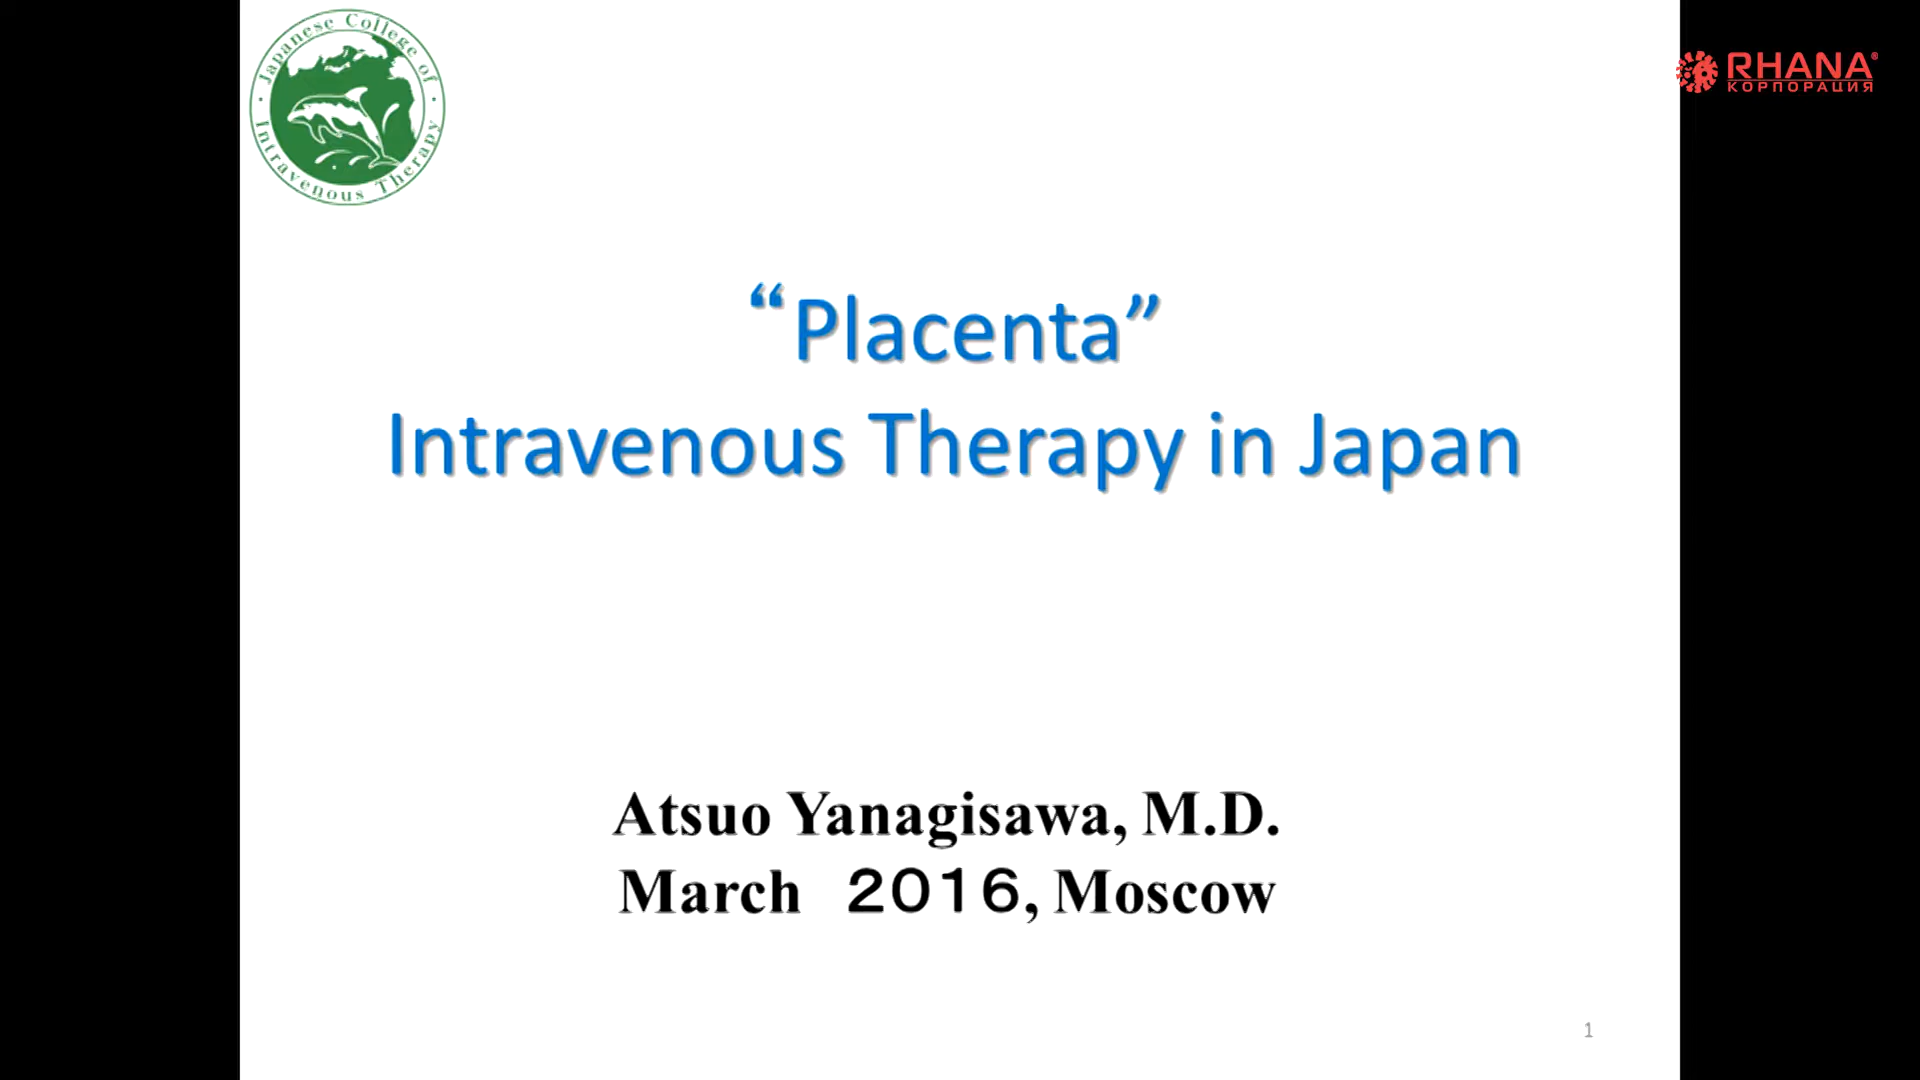 Japanese College of
Intravenous Therapy
RHANA®
КОРПОРАЦИЯ
“Placenta”
Intravenous Therapy in Japan
Atsuo Yanagisawa, M.D.
March　２０１６, Moscow
1